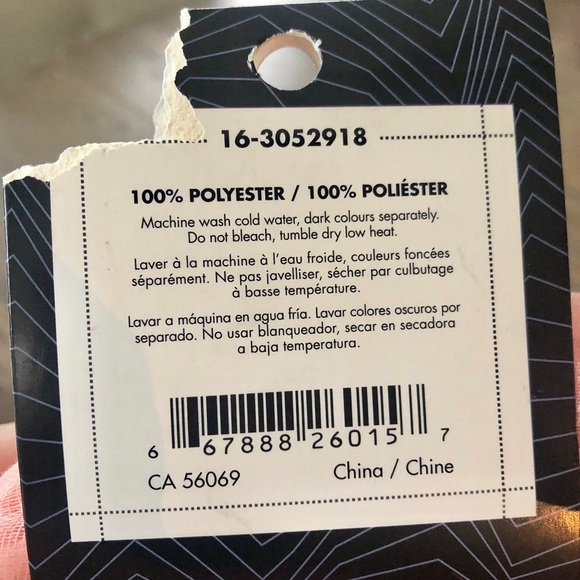 16-3052918
100% POLYESTER / 100% POLIÉSTER
Machine wash cold water, dark colours separately.
Do not bleach, tumble dry low heat.
Laver à la machine à l'eau froide, couleurs foncées
séparément. Ne pas javelliser, sécher par culbutage
à basse température.
Lavar a máquina en agua fría. Lavar colores oscuros por
separado. No usar blanqueador, secar en secadora
a baja temperatura.
6 67888 26015 7
CA 56069 China / Chine